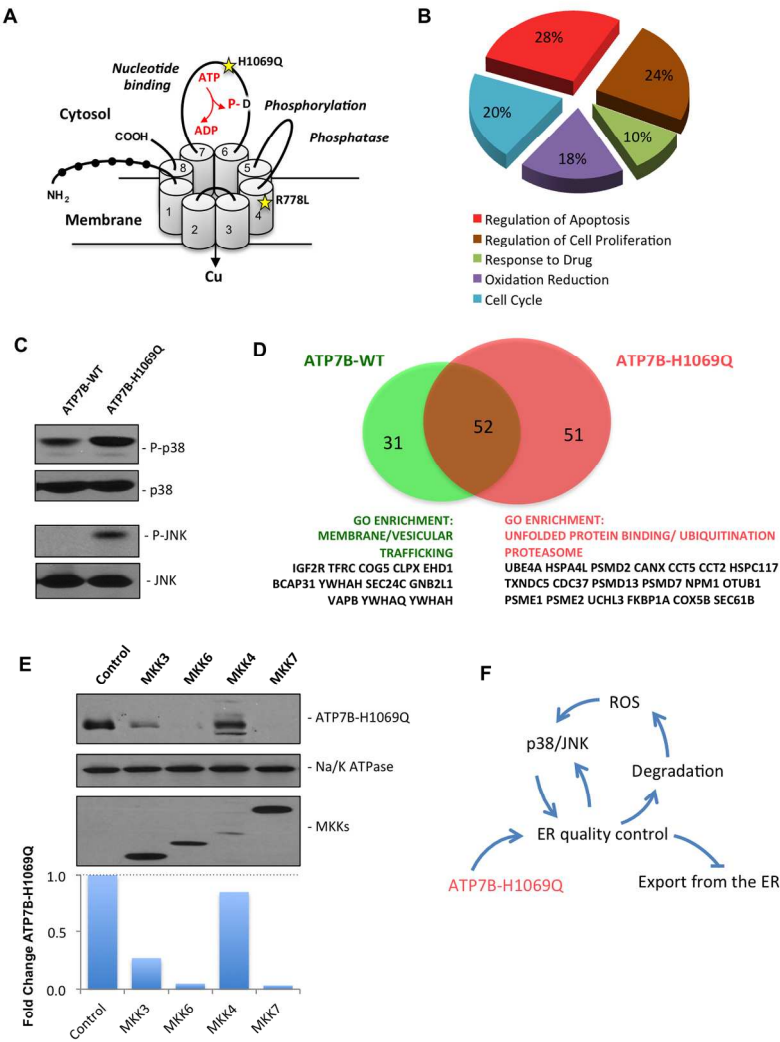 A
H1069Q
Nucleotide
binding
ATP
P- D
ADP
Phosphorylation
Phosphatase
Cytosol
COOH
NH2
7 6
8 5
R778L
1 4
2 3
Membrane
Cu
B
28%
24%
20%
10%
18%
Regulation of Apoptosis
Regulation of Cell Proliferation
Response to Drug
Oxidation Reduction
Cell Cycle
C
ATP7B-WT
ATP7B-H1069Q
- P-p38
- p38
- P-JNK
- JNK
D
ATP7B-WT
ATP7B-H1069Q
31
52
51
GO ENRICHMENT:
MEMBRANE/VESICULAR
TRAFFICKING
IGF2R TFRC COG5 CLPX EHD1
BCAP31 YWHAH SEC24C GNB2L1
VAPB YWHAQ YWHAH
GO ENRICHMENT:
UNFOLDED PROTEIN BINDING/ UBIQUITINATION
PROTEASOME
UBE4A HSPA4L PSMD2 CANX CCT5 CCT2 HSPC117
TXNDC5 CDC37 PSMD13 PSMD7 NPM1 OTUB1
PSME1 PSME2 UCHL3 FKBP1A COX5B SEC61B
E
Control
MKK3
MKK6
MKK4
MKK7
- ATP7B-H1069Q
- Na/K ATPase
- MKKs
Fold Change ATP7B-H1069Q
1.0
0.5
0.0
Control
MKK3
MKK6
MKK4
MKK7
F
ROS
p38/JNK
Degradation
ER quality control
ATP7B-H1069Q
Export from the ER